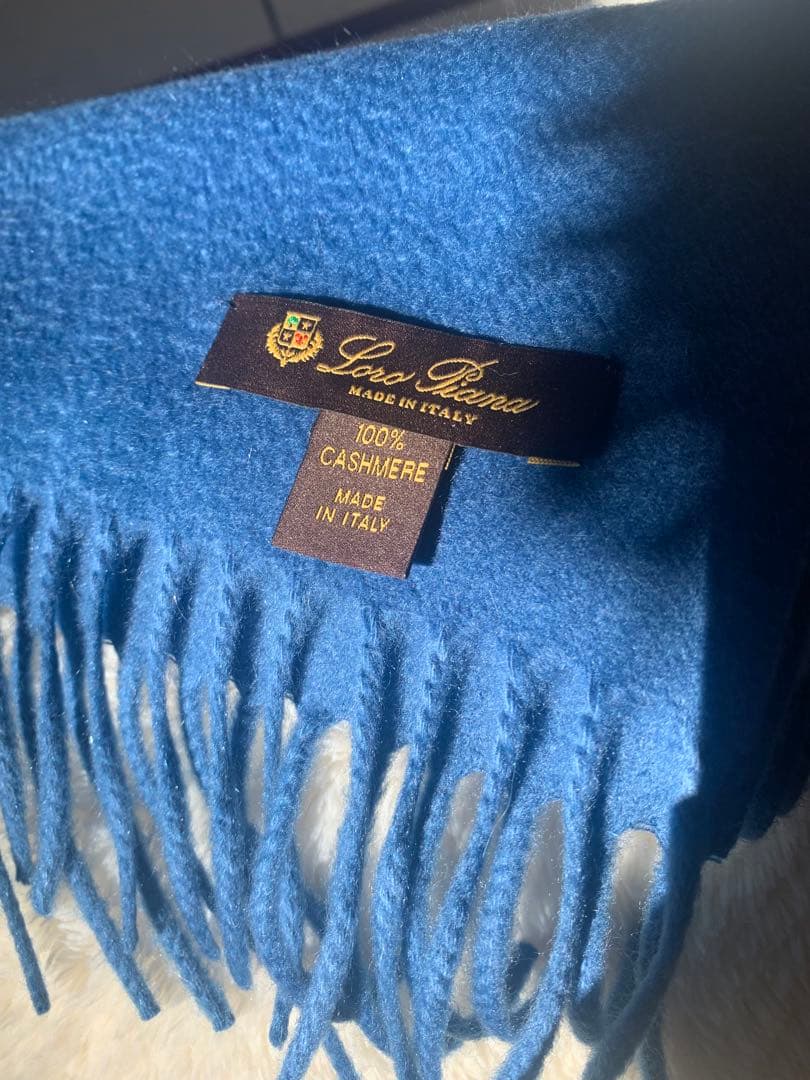 Loro Piana
MADE IN ITALY
100%
CASHMERE
MADE
IN ITALY